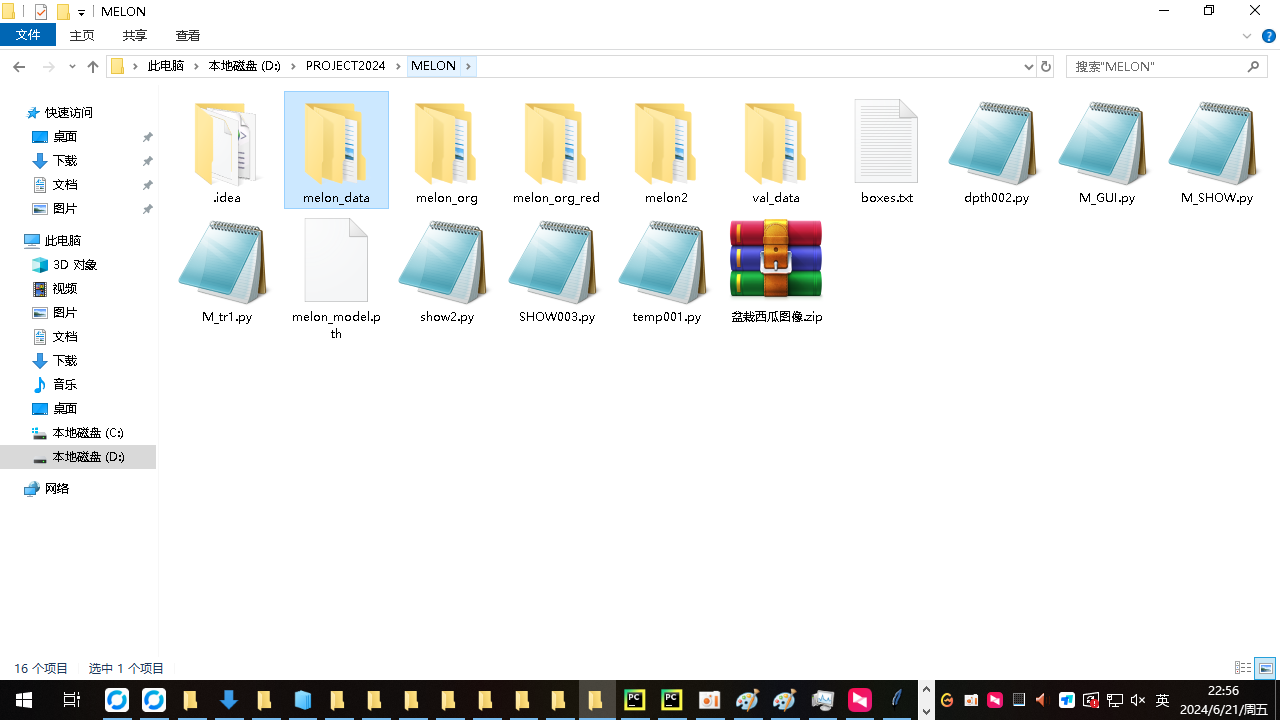 MELON
文件 主页 共享 查看
此电脑 本地磁盘 (D:) PROJECT2024 MELON 搜索"MELON"
快速访问
桌面
下载
文档
图片
此电脑
3D 对象
视频
图片
文档
下载
音乐
桌面
本地磁盘 (C:)
本地磁盘 (D:)
网络
.idea melon_data melon_org melon_org_red melon2 val_data boxes.txt dpth002.py M_GUI.py M_SHOW.py
M_tr1.py melon_model.p show2.py SHOW003.py temp001.py 盆栽西瓜图像.zip
th
16 个项目 选中 1 个项目
PC PC 英 22:56
2024/6/21/周五